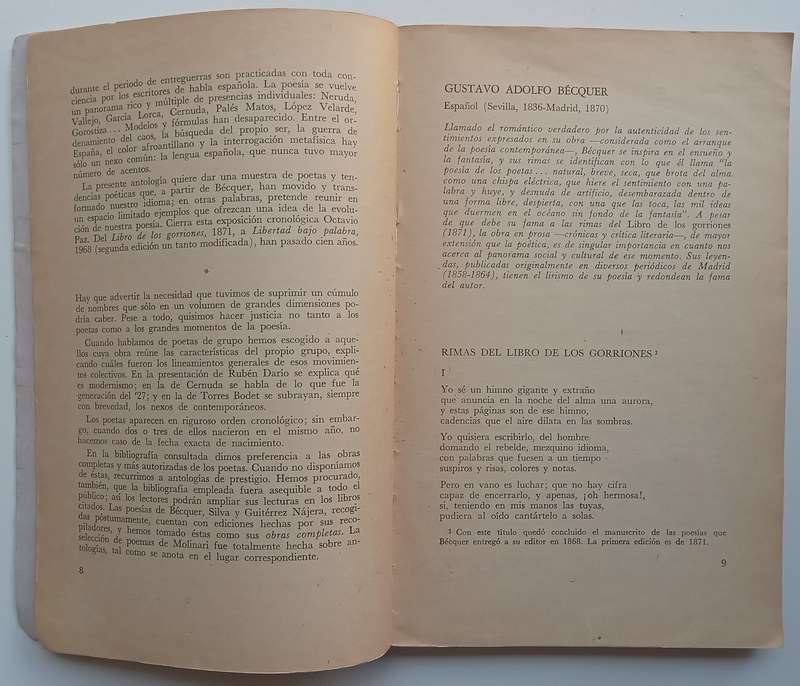 durante el periodo de entreguerras son practicadas con toda con-
ciencia por los escritores de habla española. La poesía se vuelve
un panorama rico y múltiple de presencias individuales: Neruda,
Vallejo, García Lorca, Cernuda, Palés Matos, López Velarde,
Gorostiza... Modelos y fórmulas han desaparecido. Entre el or-
denamiento del caos, la búsqueda del propio ser, la guerra de
España, el color afroantillano y la interrogación metafísica hay
sólo un nexo común: la lengua española, que nunca tuvo mayor
número de acentos.
La presente antología quiere dar una muestra de poetas y ten-
dencias poéticas que, a partir de Bécquer, han movido y trans-
formado nuestro idioma; en otras palabras, pretende reunir en
un espacio limitado ejemplos que ofrezcan una idea de la evolu-
ción de nuestra poesía. Cierra esta exposición cronológica Octavio
Paz. Del Libro de los gorriones, 1871, a Libertad bajo palabra,
1968 (segunda edición un tanto modificada), han pasado cien años.
Hay que advertir la necesidad que tuvimos de suprimir un cúmulo
de nombres que sólo en un volumen de grandes dimensiones po-
dría caber. Pese a todo, quisimos hacer justicia no tanto a los
poetas como a los grandes momentos de la poesía.
Cuando hablamos de poetas de grupo hemos escogido a aque-
llos cuya obra reúne las características del propio grupo, expli-
cando cuáles fueron los lineamientos generales de esos movimien-
tos colectivos. En la presentación de Rubén Darío se explica qué
es modernismo; en la de Cernuda se habla de lo que fue la
generación del '27; y en la de Torres Bodet se subrayan, siempre
con brevedad, los nexos de contemporáneos.
Los poetas aparecen en riguroso orden cronológico; sin embar-
go, cuando dos o tres de ellos nacieron en el mismo año, no
hacemos caso de la fecha exacta de nacimiento.
En la bibliografía consultada dimos preferencia a las obras
completas y más autorizadas de los poetas. Cuando no disponíamos
de éstas, recurrimos a antologías de prestigio. Hemos procurado,
también, que la bibliografía empleada fuera asequible a todo el
público; así los lectores podrán ampliar sus lecturas en los libros
citados. Las poesías de Bécquer, Silva y Guitérrez Nájera, recogi-
das póstumamente, cuentan con ediciones hechas por sus reco-
piladores, y hemos tomado éstas como sus obras completas. La
selección de poemas de Molinari fue totalmente hecha sobre an-
tologías, tal como se anota en el lugar correspondiente.
8
GUSTAVO ADOLFO BÉCQUER
Español (Sevilla, 1836-Madrid, 1870)
Llamado el romántico verdadero por la autenticidad de los sen-
timientos expresados en su obra —considerada como el arranque
de la poesía contemporánea—, Bécquer se inspira en el ensueño y
la fantasía, y sus rimas se identifican con lo que él llama "la
poesía de los poetas... natural, breve, seca, que brota del alma
como una chispa eléctrica, que hiere el sentimiento con una pa-
labra y huye, y desnuda de artificio, desembarazada dentro de
una forma libre, despierta, con una que las toca, las mil ideas
que duermen en el océano sin fondo de la fantasía". A pesar
de que debe su fama a las rimas del Libro de los gorriones
(1871), la obra en prosa —crónicas y crítica literaria—, de mayor
extensión que la poética, es de singular importancia en cuanto nos
acerca al panorama social y cultural de ese momento. Sus leyen-
das, publicadas originalmente en diversos periódicos de Madrid
(1858-1864), tienen el lirismo de su poesía y redondean la fama
del autor.
RIMAS DEL LIBRO DE LOS GORRIONES ¹
I
Yo sé un himno gigante y extraño
que anuncia en la noche del alma una aurora,
y estas páginas son de ese himno,
cadencias que el aire dilata en las sombras.
Yo quisiera escribirlo, del hombre
domando el rebelde, mezquino idioma,
con palabras que fuesen a un tiempo
suspiros y risas, colores y notas.
Pero en vano es luchar; que no hay cifra
capaz de encerrarlo, y apenas, ¡oh hermosa!,
si, teniendo en mis manos las tuyas,
pudiera al oído cantártelo a solas.
¹ Con este título quedó concluido el manuscrito de las poesías que
Bécquer entregó a su editor en 1868. La primera edición es de 1871.
9